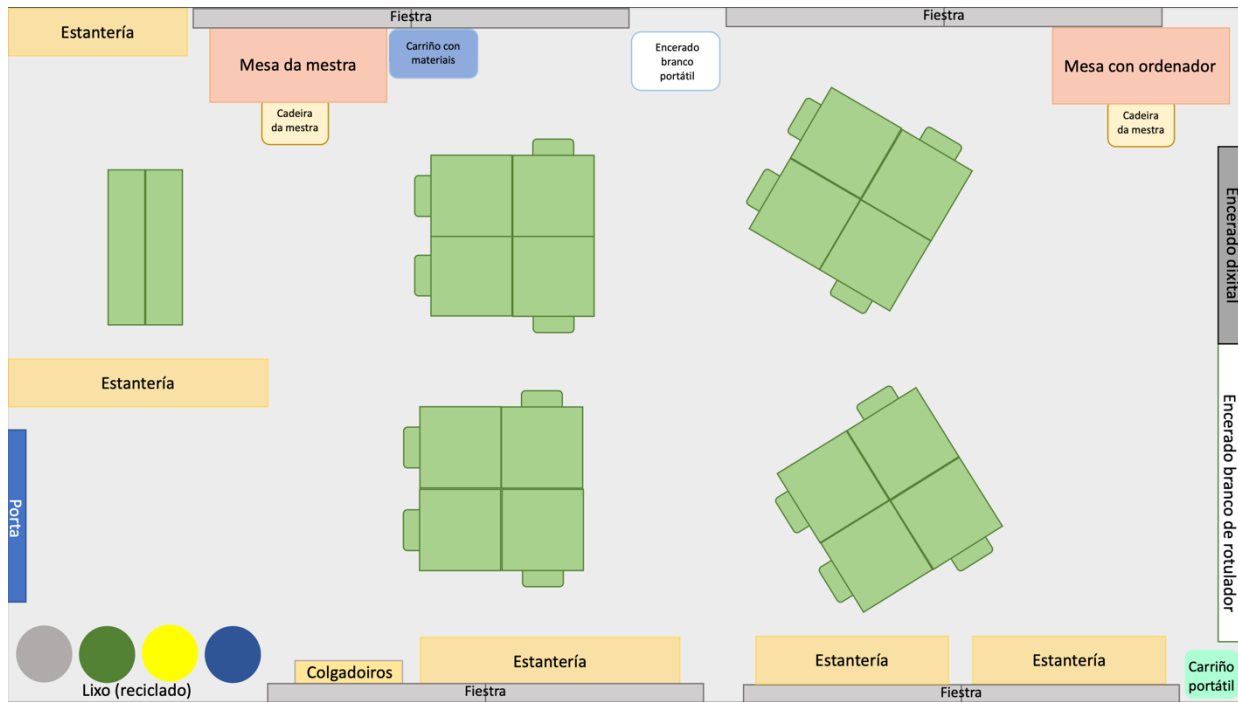 Fiestra
Fiestra
Estantería
Mesa da mestra
Carriño con
materiais
Encerado
branco
portátil
Mesa con ordenador
Cadeira
da mestra
Cadeira
da mestra
Encerado dixital
Estantería
Encerado branco de rotulador
Porta
Lixo (reciclado)
Colgadoiros
Estantería
Estantería
Estantería
Carriño
portátil
Fiestra
Fiestra